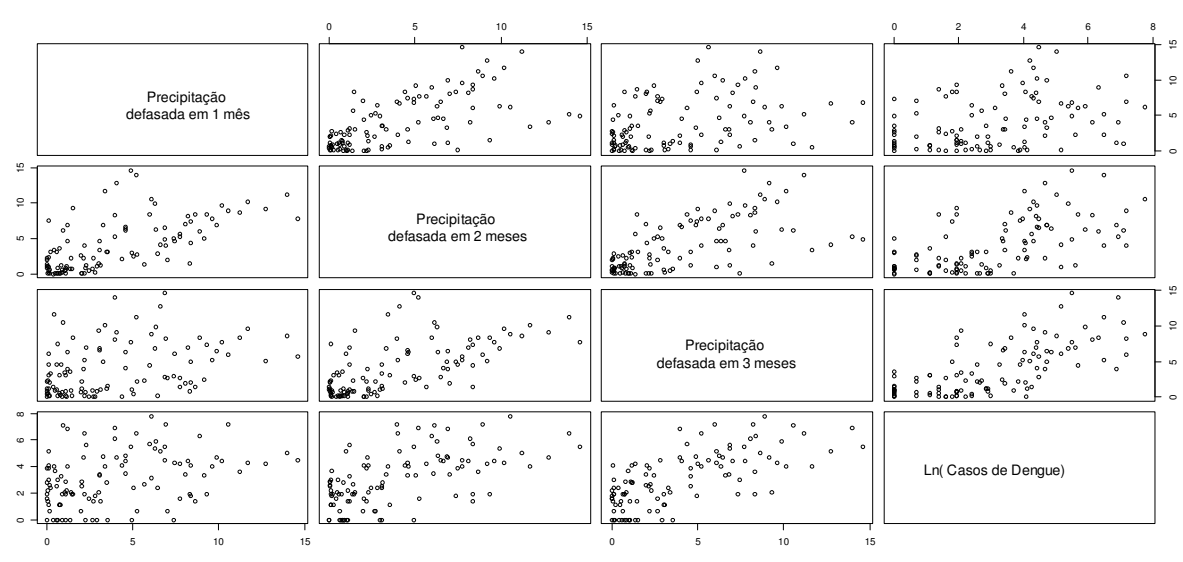 0 5 10 15 0 2 4 6 8
Precipitação
defasada em 1 mês
0 5 10 15
0 5 10 15
Precipitação
defasada em 2 meses
Precipitação
defasada em 3 meses
0 5 10 15
0 2 4 6 8
Ln( Casos de Dengue)
0 5 10 15 0 5 10 15